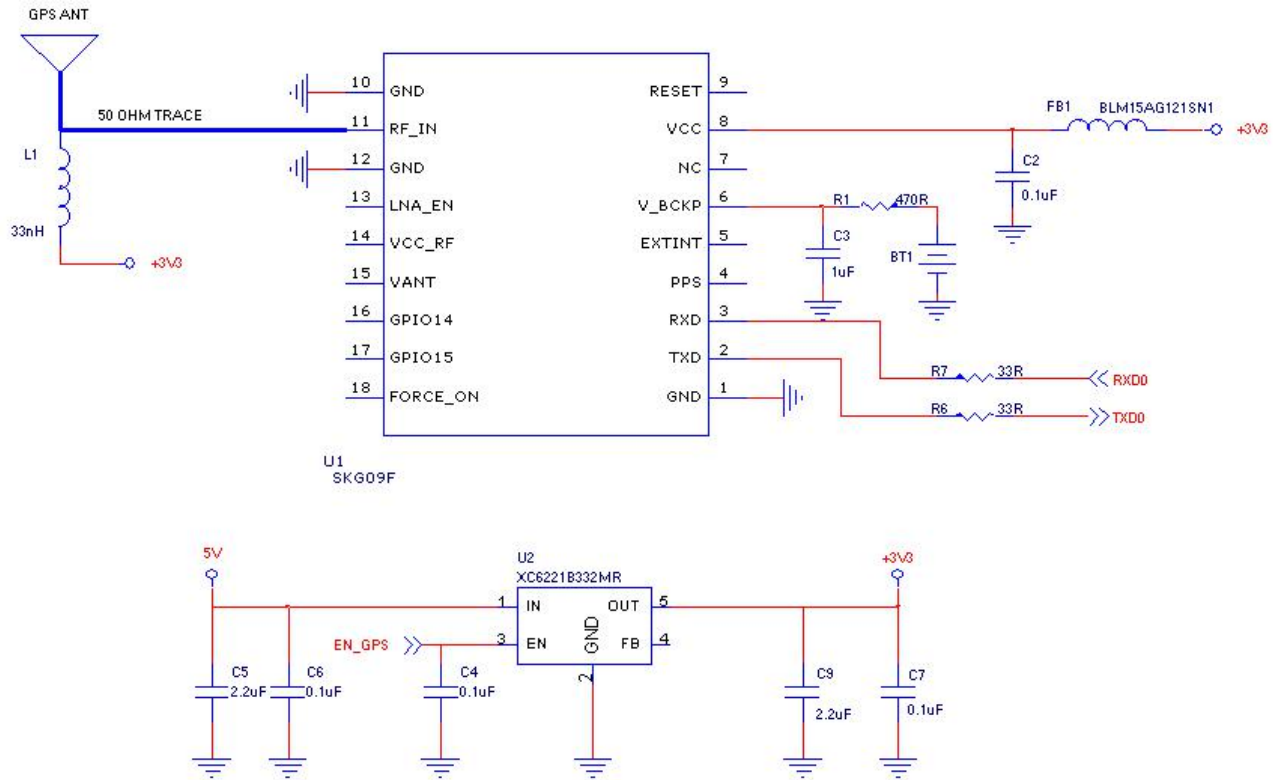 GPS ANT
50 OHM TRACE
L1
33nH
+3V3
10 GND
11 RF_IN
12 GND
13 LNA_EN
14 VCC_RF
15 VANT
16 GPIO14
17 GPIO15
18 FORCE_ON
RESET 9
VCC 8
NC 7
V_BCKP 6
EXTINT 5
PPS 4
RXD 3
TXD 2
GND 1
U1
SKG09F
FB1 BLM15AG121SN1
+3V3
C2
0.1uF
R1 470R
C3
1uF
BT1
R7 33R RXD0
R6 33R TXD0
5V
U2
XC6221B332MR
+3V3
1 IN OUT 5
EN_GPS 3 EN FB 4
GND
2
C5
2.2uF
C6
0.1uF
C4
0.1uF
C9
2.2uF
C7
0.1uF